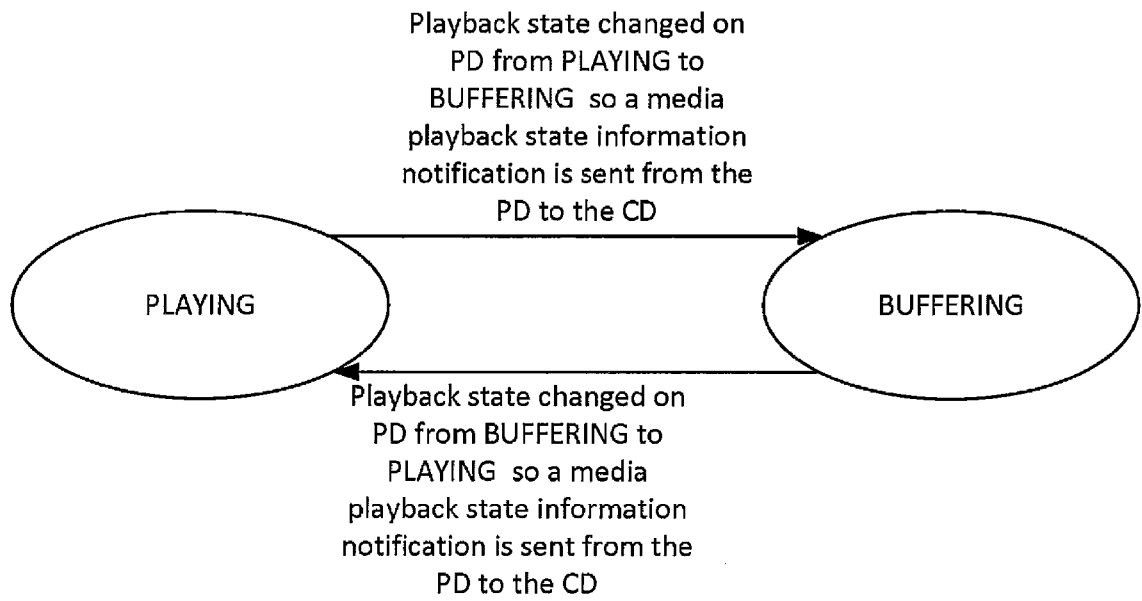 Playback state changed on
PD from PLAYING to
BUFFERING so a media
playback state information
notification is sent from the
PD to the CD
PLAYING
BUFFERING
Playback state changed on
PD from BUFFERING to
PLAYING so a media
playback state information
notification is sent from the
PD to the CD